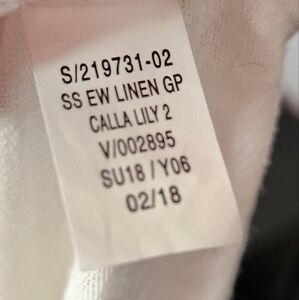 S/219731-02
SS EW LINEN GP
CALLA LILY 2
V/002895
SU18 / Y06
02/18